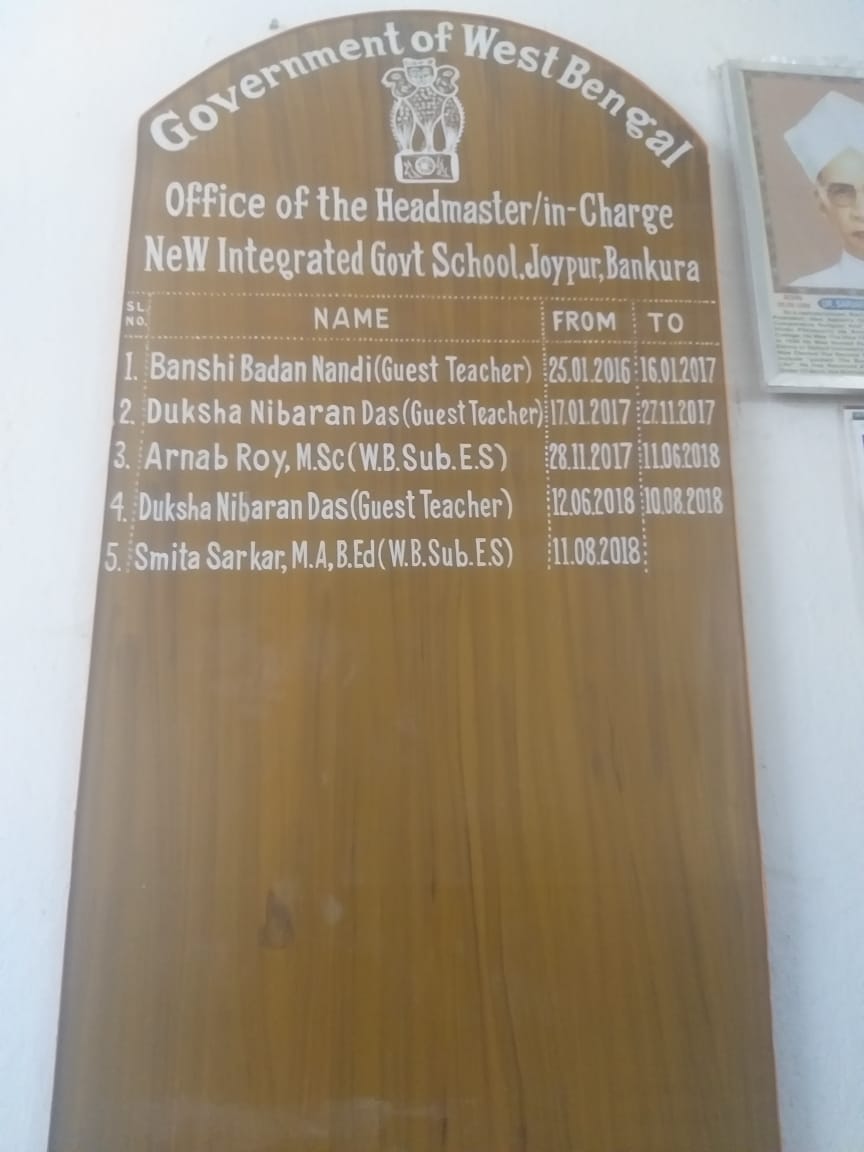 Government of West Bengal
Office of the Headmaster/in-Charge
NeW Integrated Govt School,Joypur,Bankura
SL. NO. NAME FROM TO
1. Banshi Badan Nandi(Guest Teacher) 25.01.2016 16.01.2017
2. Duksha Nibaran Das(Guest Teacher) 17.01.2017 27.11.2017
3. Arnab Roy, M.Sc(W.B.Sub.E.S) 28.11.2017 11.06.2018
4. Duksha Nibaran Das(Guest Teacher) 12.06.2018 10.08.2018
5. Smita Sarkar, M.A,B.Ed(W.B.Sub.E.S) 11.08.2018